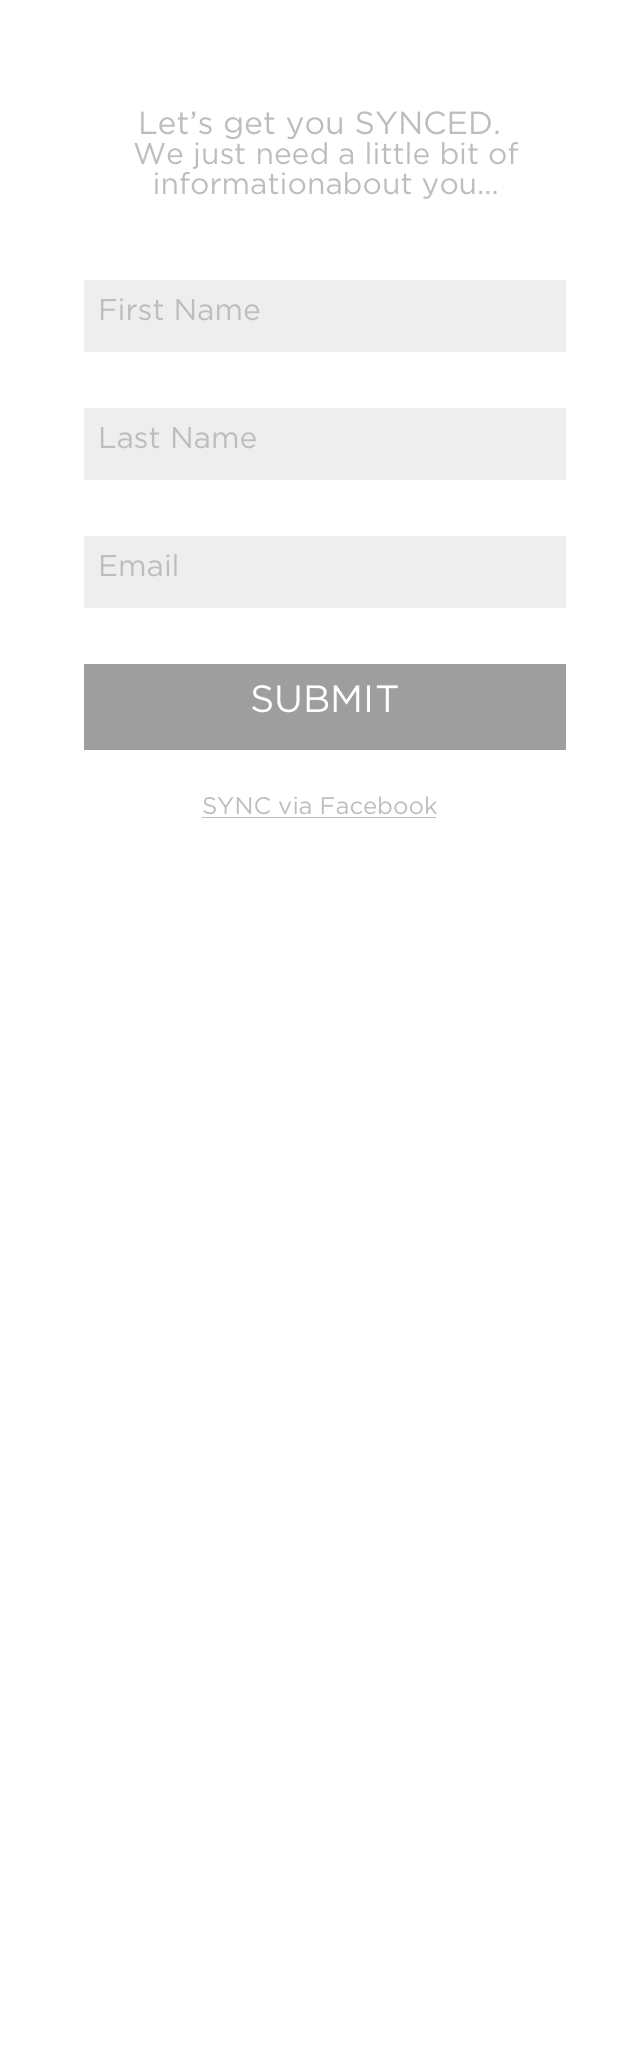 Let’s get you SYNCED.
We just need a little bit of
informationabout you...
First Name
Last Name
Email
SUBMIT
SYNC via Facebook